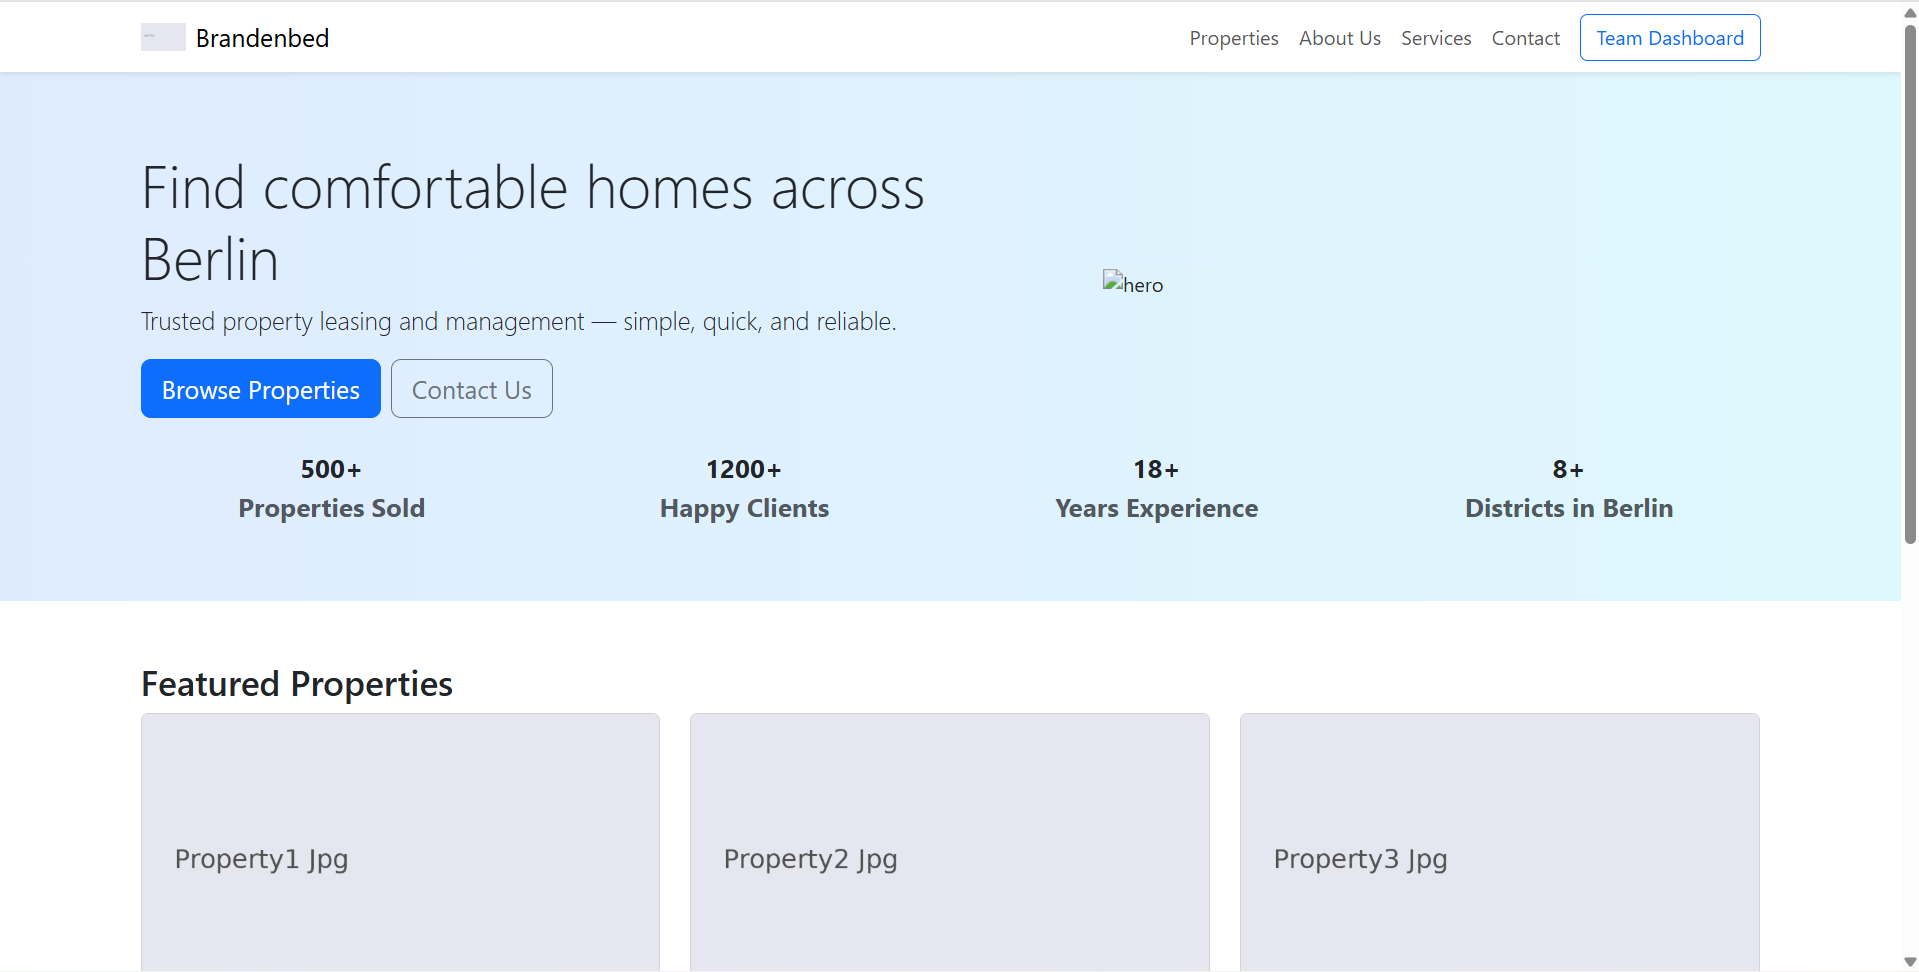 Brandenbed
Properties
About Us
Services
Contact
Team Dashboard
Find comfortable homes across
Berlin
Trusted property leasing and management — simple, quick, and reliable.
hero
Browse Properties
Contact Us
500+
Properties Sold
1200+
Happy Clients
18+
Years Experience
8+
Districts in Berlin
Featured Properties
Property1 Jpg
Property2 Jpg
Property3 Jpg